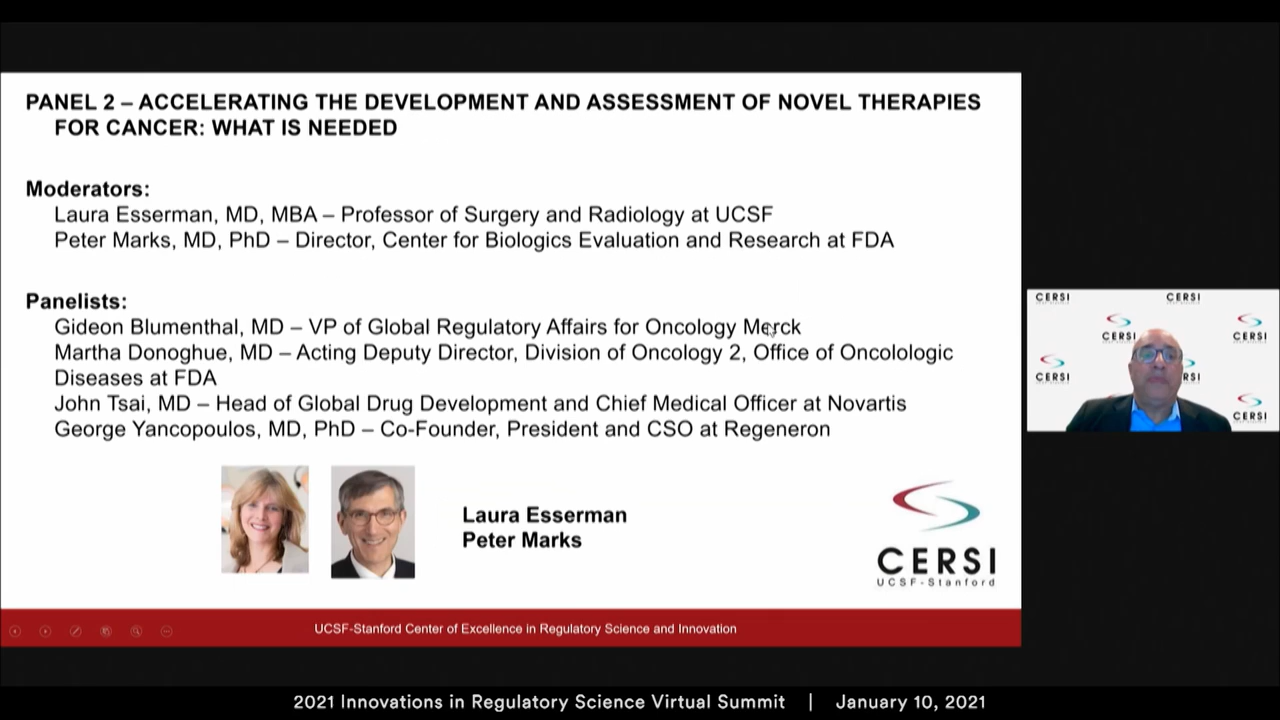 PANEL 2 – ACCELERATING THE DEVELOPMENT AND ASSESSMENT OF NOVEL THERAPIES
FOR CANCER: WHAT IS NEEDED
Moderators:
Laura Esserman, MD, MBA – Professor of Surgery and Radiology at UCSF
Peter Marks, MD, PhD – Director, Center for Biologics Evaluation and Research at FDA
Panelists:
Gideon Blumenthal, MD – VP of Global Regulatory Affairs for Oncology Merck
Martha Donoghue, MD – Acting Deputy Director, Division of Oncology 2, Office of Oncolologic
Diseases at FDA
John Tsai, MD – Head of Global Drug Development and Chief Medical Officer at Novartis
George Yancopoulos, MD, PhD – Co-Founder, President and CSO at Regeneron
Laura Esserman
Peter Marks
CERSI
UCSF-Stanford
UCSF-Stanford Center of Excellence in Regulatory Science and Innovation
CERSI
CERSI
CERSI
CERSI
CERSI
RSI
CERSI
2021 Innovations in Regulatory Science Virtual Summit | January 10, 2021